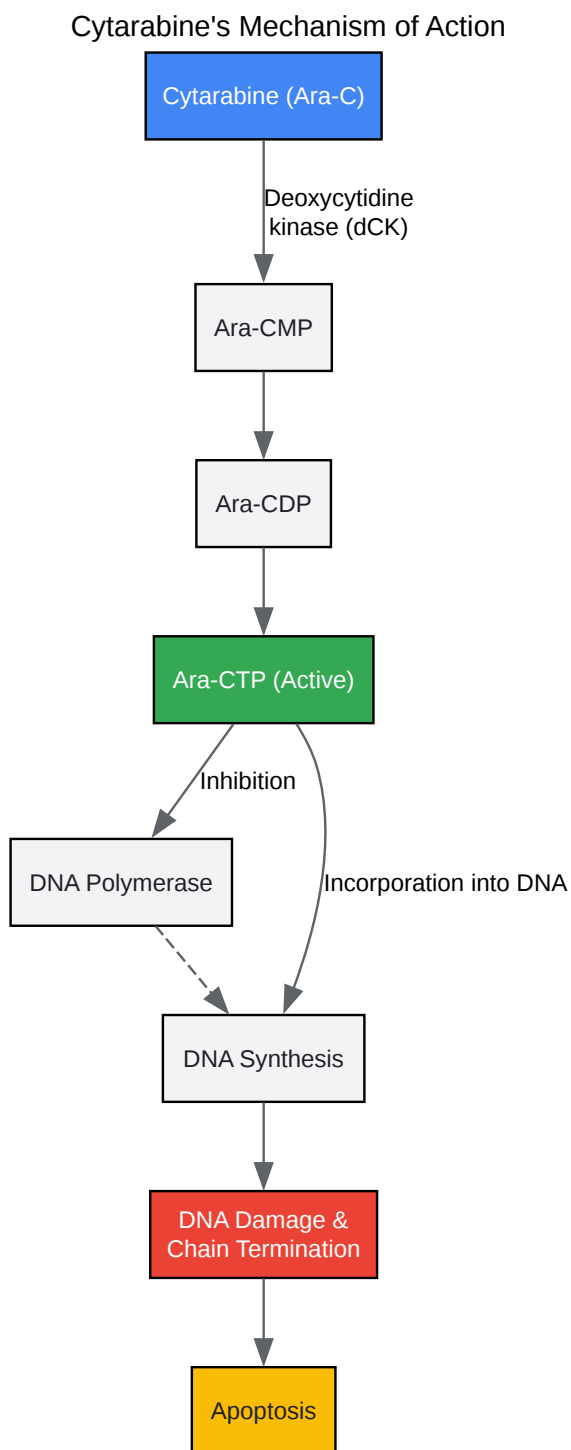 Cytarabine's Mechanism of Action
Cytarabine (Ara-C)
Deoxycytidine
kinase (dCK)
Ara-CMP
Ara-CDP
Ara-CTP (Active)
Inhibition
DNA Polymerase
Incorporation into DNA
DNA Synthesis
DNA Damage &
Chain Termination
Apoptosis